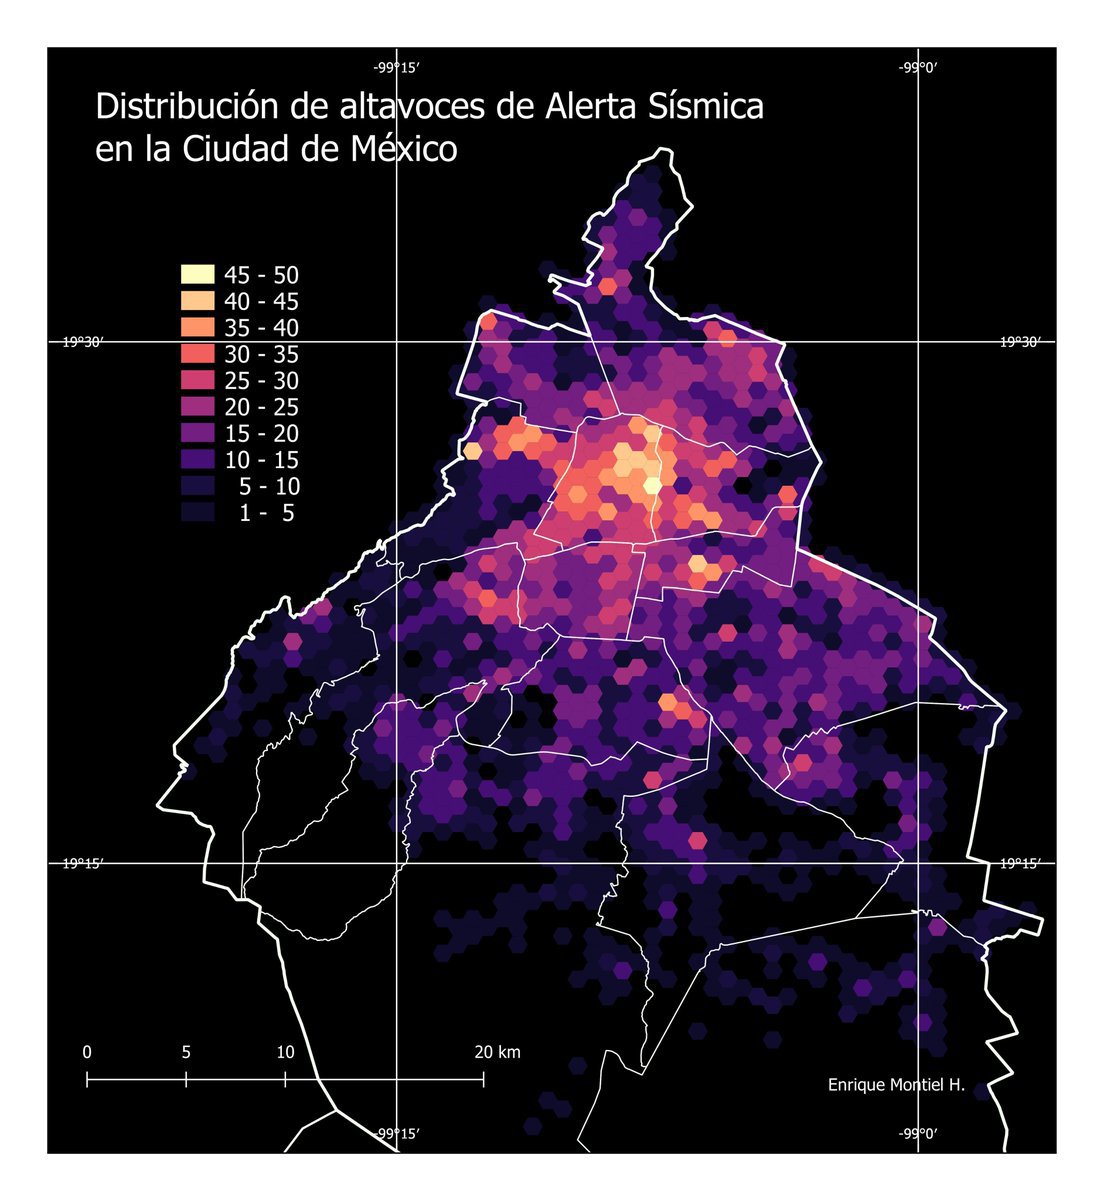 -99°15′
-99°0′
Distribución de altavoces de Alerta Sísmica
en la Ciudad de México
45 - 50
40 - 45
35 - 40
30 - 35
25 - 30
20 - 25
15 - 20
10 - 15
5 - 10
1 - 5
19°30′
19°30′
19°15′
19°15′
0 5 10 20 km
Enrique Montiel H.
-99°15′
-99°0′